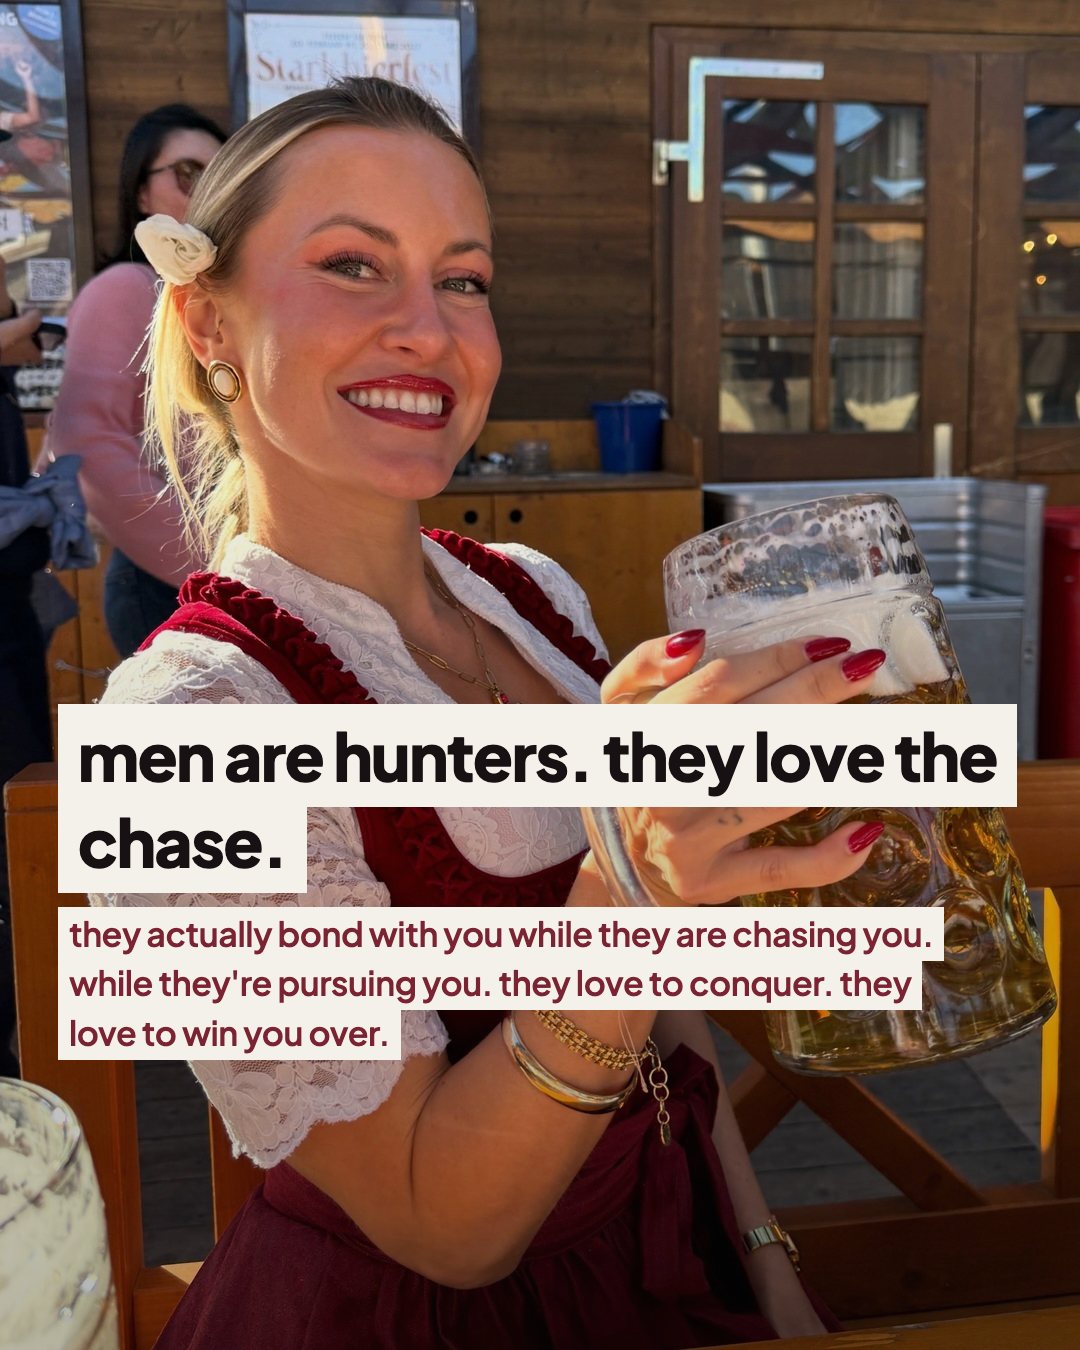 Starkbierfest
men are hunters. they love the
chase.
they actually bond with you while they are chasing you.
while they're pursuing you. they love to conquer. they
love to win you over.